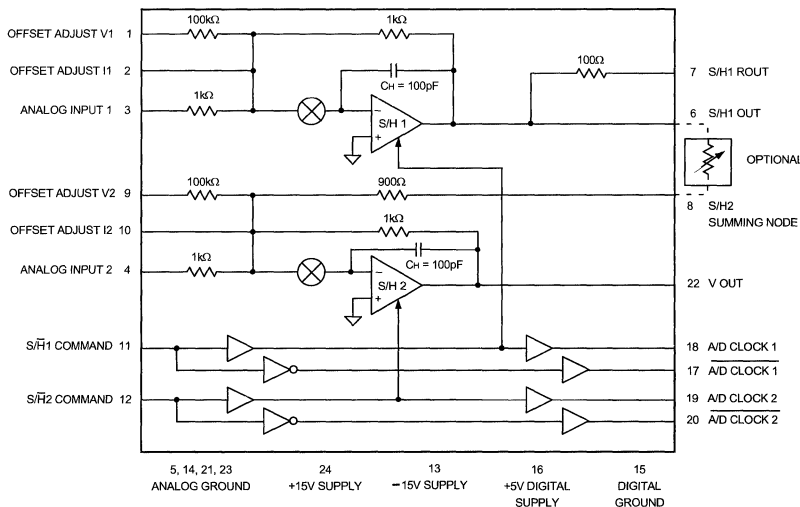 100kΩ
1kΩ
OFFSET ADJUST V1 1
100Ω
OFFSET ADJUST I1 2
7 S/H1 ROUT
CH = 100pF
1kΩ
ANALOG INPUT 1 3
−
S/H 1
+
6 S/H1 OUT
OPTIONAL
100kΩ
900Ω
OFFSET ADJUST V2 9
8 S/H2
SUMMING NODE
1kΩ
OFFSET ADJUST I2 10
CH = 100pF
1kΩ
ANALOG INPUT 2 4
−
S/H 2
+
22 V OUT
S/H̅1 COMMAND 11
18 A/D CLOCK 1
17 A/D CLOCK 1
S/H̅2 COMMAND 12
19 A/D CLOCK 2
20 A/D CLOCK 2
5, 14, 21, 23
ANALOG GROUND
24
+15V SUPPLY
13
−15V SUPPLY
16
+5V DIGITAL
SUPPLY
15
DIGITAL
GROUND